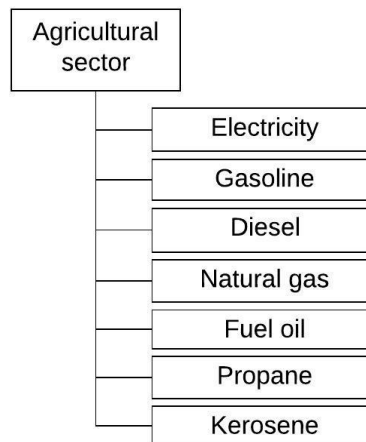 Agricultural
sector
Electricity
Gasoline
Diesel
Natural gas
Fuel oil
Propane
Kerosene